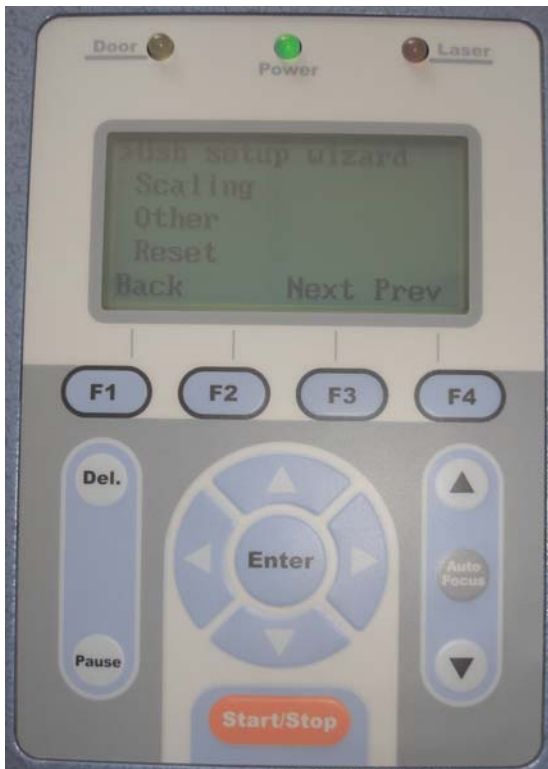 Door
Power
Laser
>Usb setup wizard
Scaling
Other
Reset
Back Next Prev
F1 F2 F3 F4
Del.
Enter
Auto
Focus
Pause
Start/Stop